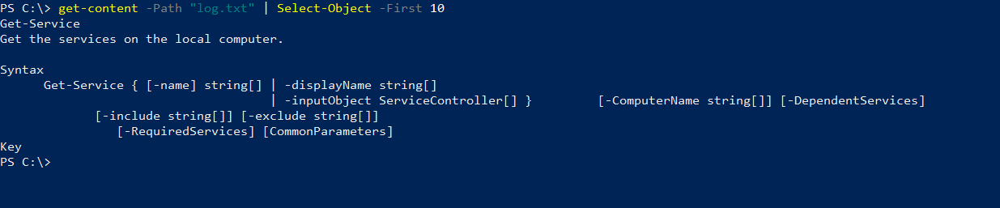 PS C:\> get-content -Path "log.txt" | Select-Object -First 10
Get-Service
Get the services on the local computer.

Syntax
      Get-Service { [-name] string[] | -displayName string[]
                                     | -inputObject ServiceController[] }         [-ComputerName string[]] [-DependentServices]
             [-include string[]] [-exclude string[]]
                [-RequiredServices] [CommonParameters]
Key
PS C:\>